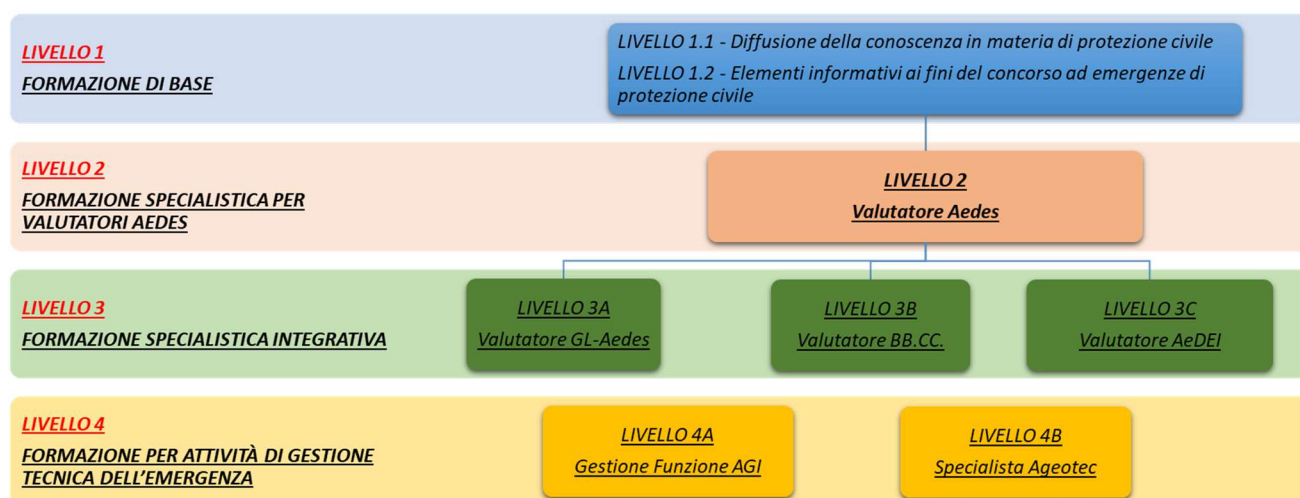 LIVELLO 1
FORMAZIONE DI BASE
LIVELLO 1.1 - Diffusione della conoscenza in materia di protezione civile
LIVELLO 1.2 - Elementi informativi ai fini del concorso ad emergenze di
protezione civile
LIVELLO 2
FORMAZIONE SPECIALISTICA PER
VALUTATORI AEDES
LIVELLO 2
Valutatore Aedes
LIVELLO 3
FORMAZIONE SPECIALISTICA INTEGRATIVA
LIVELLO 3A
Valutatore GL-Aedes
LIVELLO 3B
Valutatore BB.CC.
LIVELLO 3C
Valutatore AeDEI
LIVELLO 4
FORMAZIONE PER ATTIVITÀ DI GESTIONE
TECNICA DELL'EMERGENZA
LIVELLO 4A
Gestione Funzione AGI
LIVELLO 4B
Specialista Ageotec